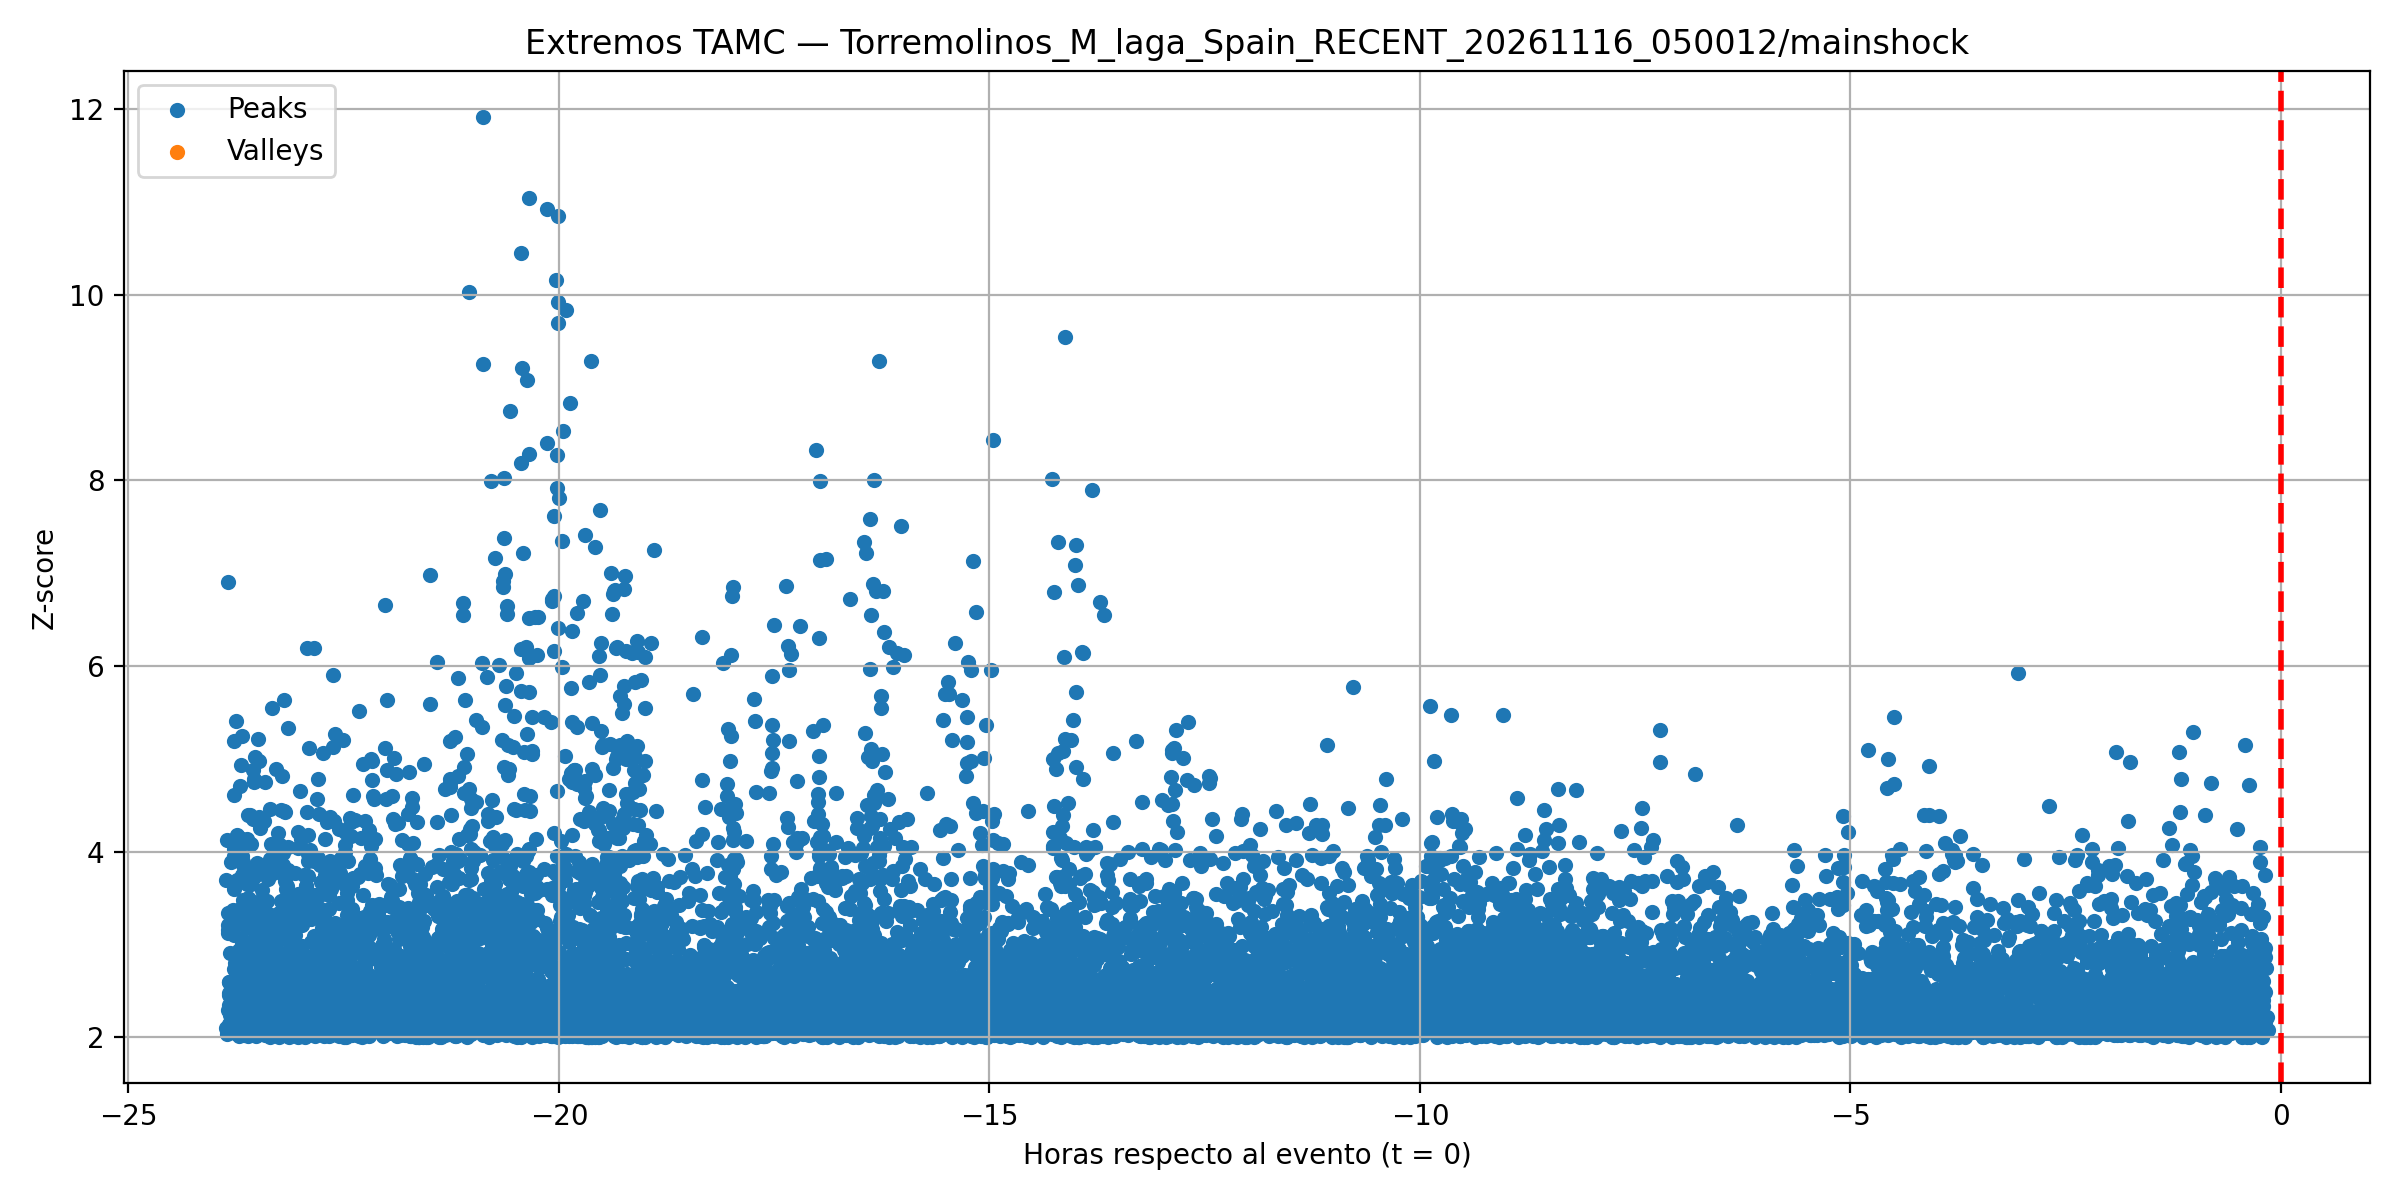 Extremos TAMC — Torremolinos_M_laga_Spain_RECENT_20261116_050012/mainshock
Peaks
Valleys
12
10
8
6
4
2
Z-score
−25
−20
−15
−10
−5
0
Horas respecto al evento (t = 0)